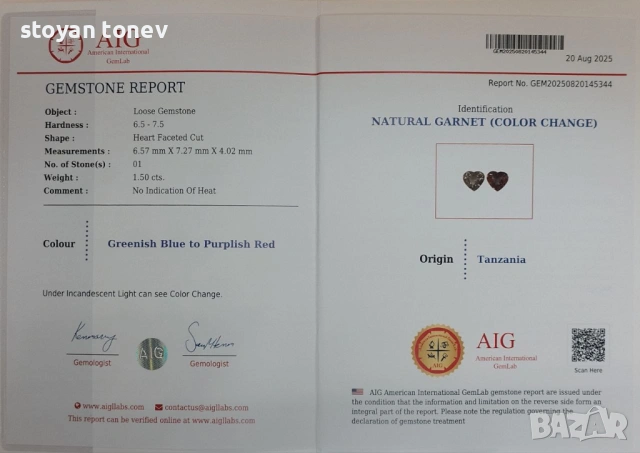 stoyan tonev
AIG
American International
GemLab
GEMSTONE REPORT
Object : Loose Gemstone
Hardness : 6.5 - 7.5
Shape : Heart Faceted Cut
Measurements : 6.57 mm X 7.27 mm X 4.02 mm
No. of Stone(s) : 01
Weight : 1.50 cts.
Comment : No Indication Of Heat
Colour Greenish Blue to Purplish Red
Under Incandescent Light can see Color Change.
Gemologist
AIG
Gemologist
www.aigllabs.com contactus@aigllabs.com
This report can be verified online at www.aigllabs.com
GEM20250820145344
20 Aug 2025
Report No. GEM20250820145344
Identification
NATURAL GARNET (COLOR CHANGE)
Origin Tanzania
AIG
AIG
American International
GemLab
Scan Here
AIG American International GemLab gemstone report are issued under
the condition that the information and limitation on the reverse side form an
integral part of the report. Please note the regulation governing the
declaration of gemstone treatment
BAZAR